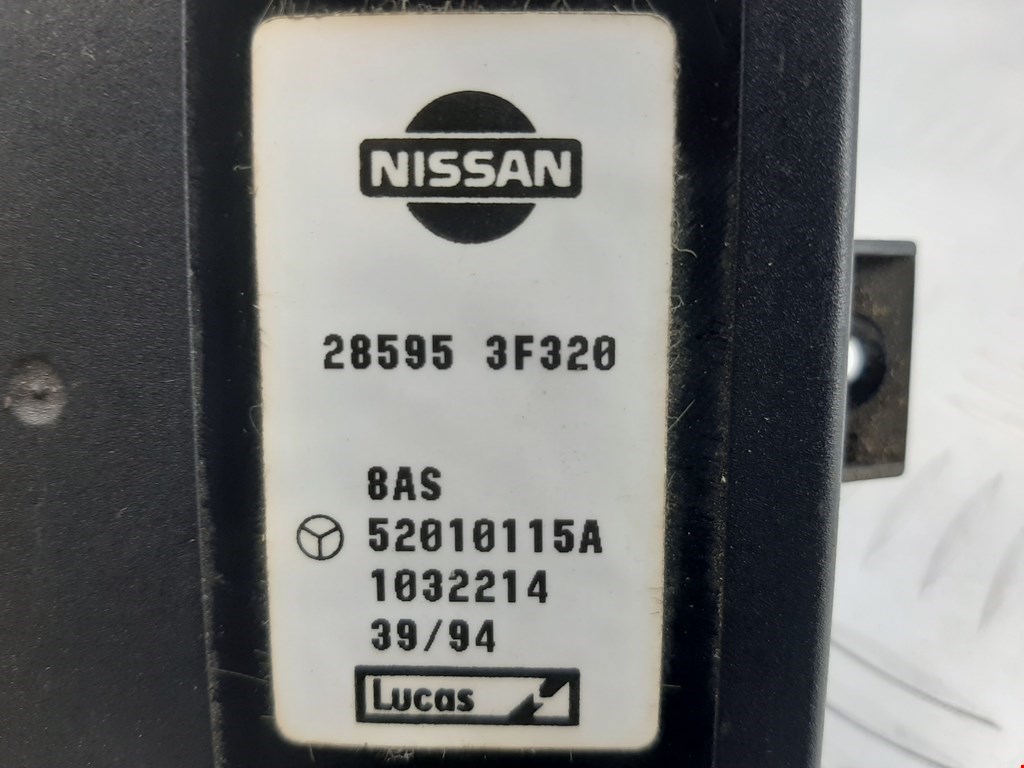 NISSAN
28595 3F320
8AS
52010115A
1032214
39/94
Lucas